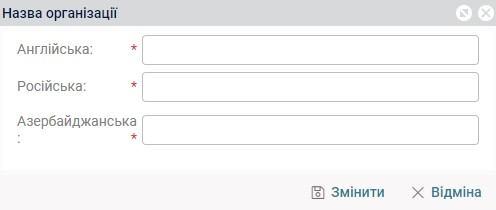 Назва організації
Англійська: *
Російська: *
Азербайджанська
: *
Змінити Відміна